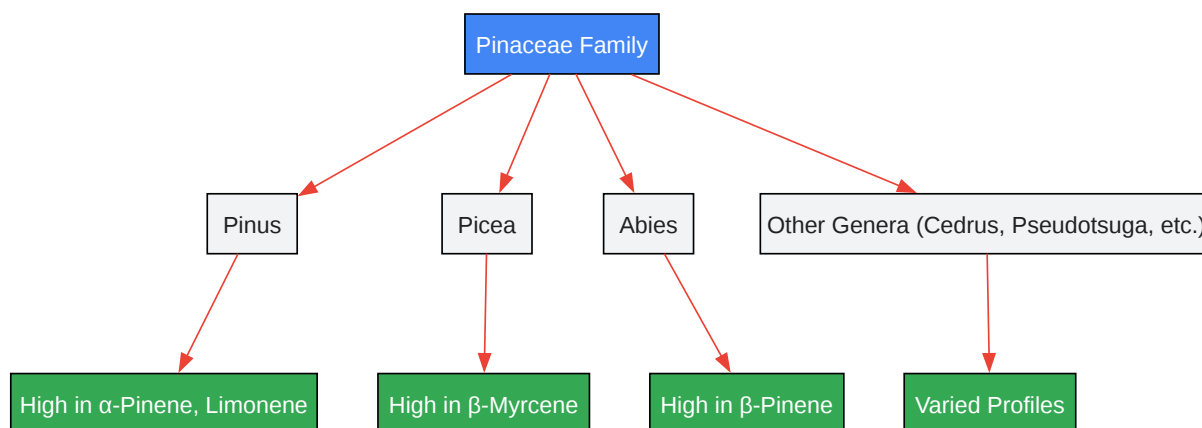 Pinaceae Family
Pinus
Picea
Abies
Other Genera (Cedrus, Pseudotsuga, etc.)
High in α-Pinene, Limonene
High in β-Myrcene
High in β-Pinene
Varied Profiles